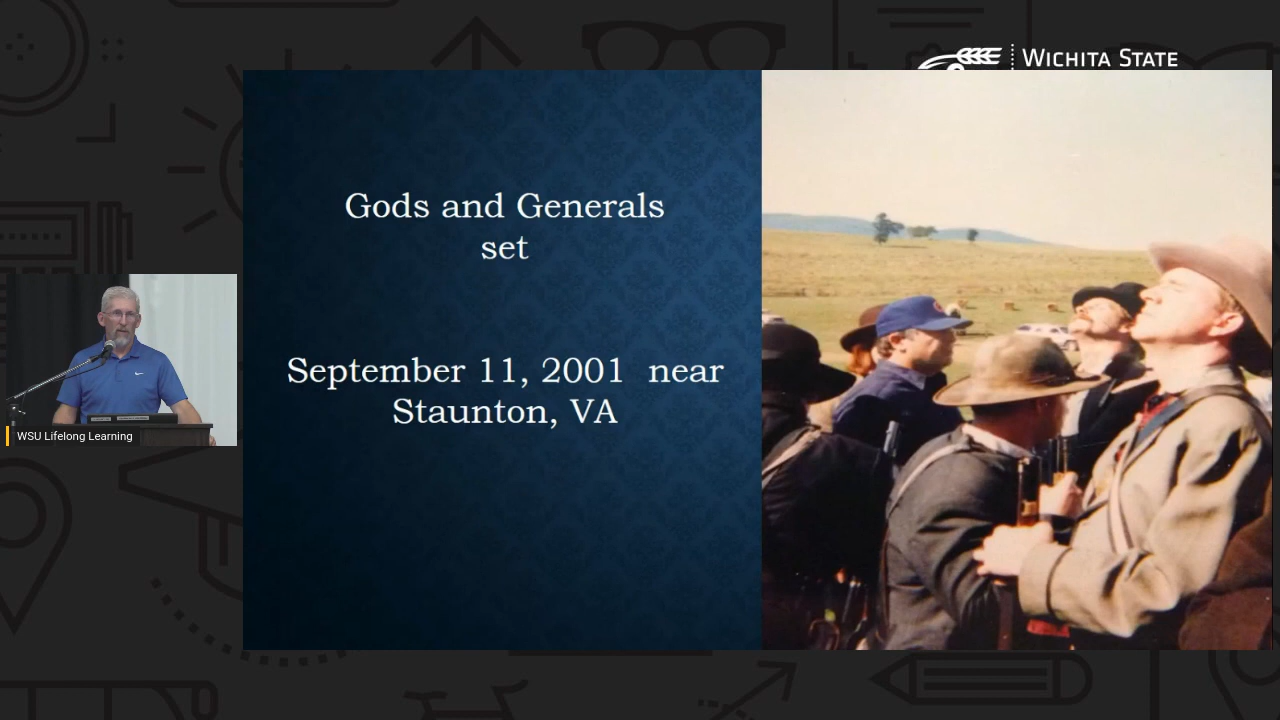 WICHITA STATE
Gods and Generals
set
September 11, 2001  near
Staunton, VA
WSU Lifelong Learning